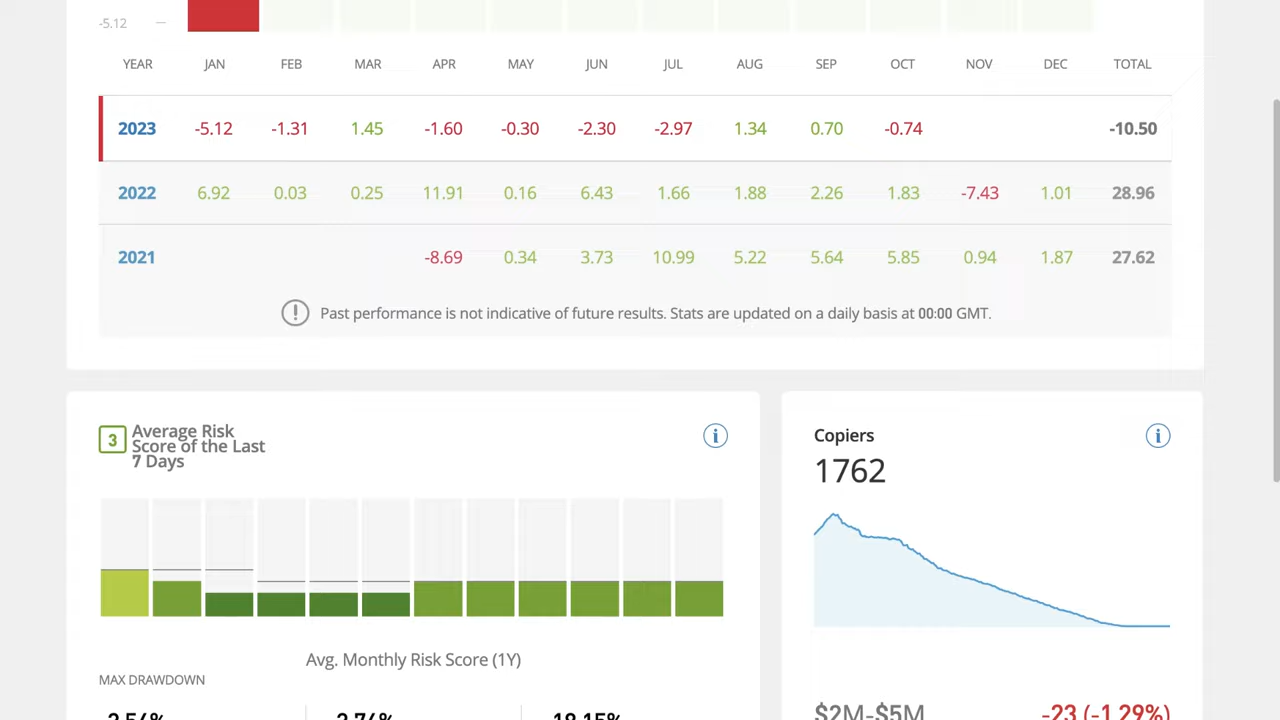 -5.12
YEAR JAN FEB MAR APR MAY JUN JUL AUG SEP OCT NOV DEC TOTAL
2023 -5.12 -1.31 1.45 -1.60 -0.30 -2.30 -2.97 1.34 0.70 -0.74 -10.50
2022 6.92 0.03 0.25 11.91 0.16 6.43 1.66 1.88 2.26 1.83 -7.43 1.01 28.96
2021 -8.69 0.34 3.73 10.99 5.22 5.64 5.85 0.94 1.87 27.62
Past performance is not indicative of future results. Stats are updated on a daily basis at 00:00 GMT.
3 Average Risk
Score of the Last
7 Days
Avg. Monthly Risk Score (1Y)
MAX DRAWDOWN
Copiers
1762
$2M-$5M -23 (-1.29%)